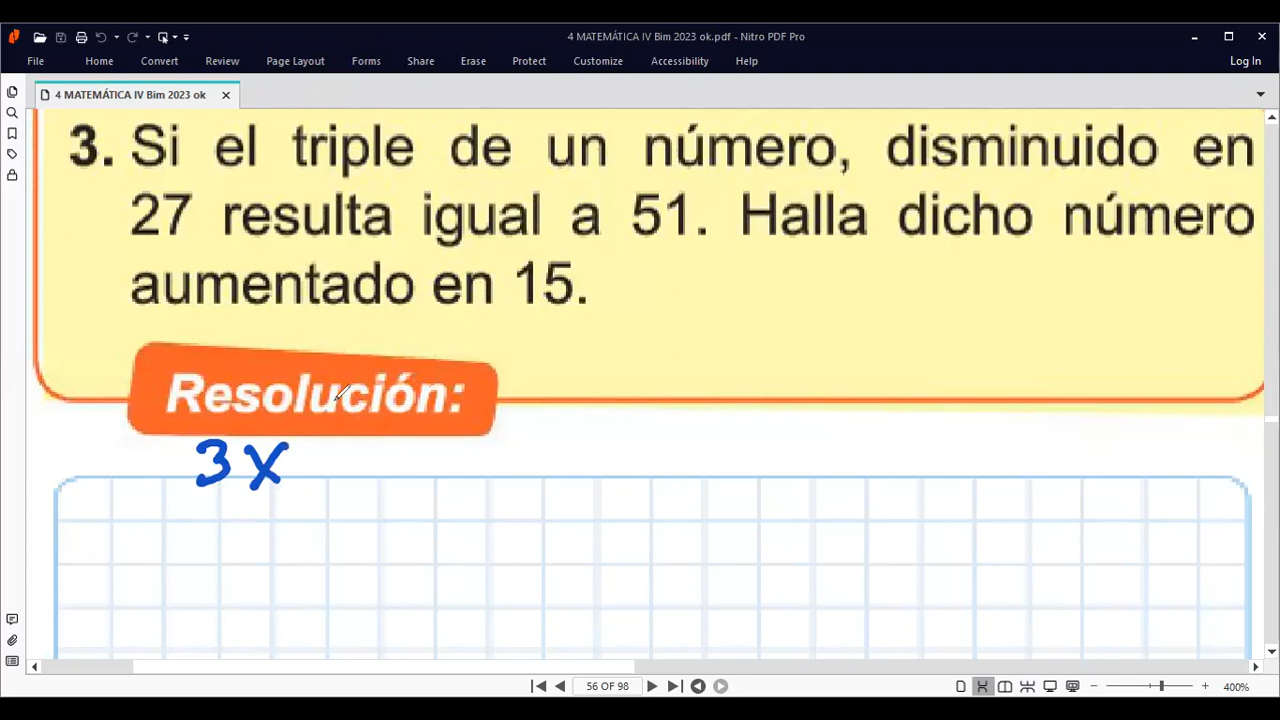 4 MATEMÁTICA IV Bim 2023 ok.pdf - Nitro PDF Pro
File Home Convert Review Page Layout Forms Share Erase Protect Customize Accessibility Help Log In
4 MATEMÁTICA IV Bim 2023 ok
3. Si el triple de un número, disminuido en
27 resulta igual a 51. Halla dicho número
aumentado en 15.
Resolución:
3X
56 OF 98
400%